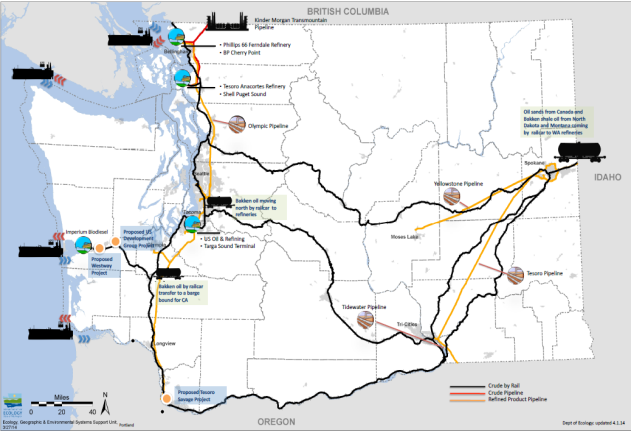 BRITISH COLUMBIA
Kinder Morgan Transmountain
Pipeline
• Phillips 66 Ferndale Refinery
• BP Cherry Point
Bellingham
• Tesoro Anacortes Refinery
• Shell Puget Sound
Olympic Pipeline
Oil sands from Canada and
Bakken shale oil from North
Dakota and Montana coming
by railcar to WA refineries
Spokane
IDAHO
Seattle
Yellowstone Pipeline
Bakken oil moving
north by railcar to
refineries
Tacoma
Imperium Biodiesel
Proposed US
Development
Group Project
• US Oil & Refining
• Targa Sound Terminal
Moses Lake
Proposed
Westway
Project
Tesoro Pipeline
Bakken oil by railcar
transfer to a barge
bound for CA
Tidewater Pipeline
Tri-Cities
Longview
Proposed Tesoro
Savage Project
Crude by Rail
Crude Pipeline
Refined Product Pipeline
ECOLOGY
Miles
0 20 40
N
Ecology: Geographic & Environmental Systems Support Unit
3/27/14
Portland
OREGON
Dept of Ecology: updated 4.1.14